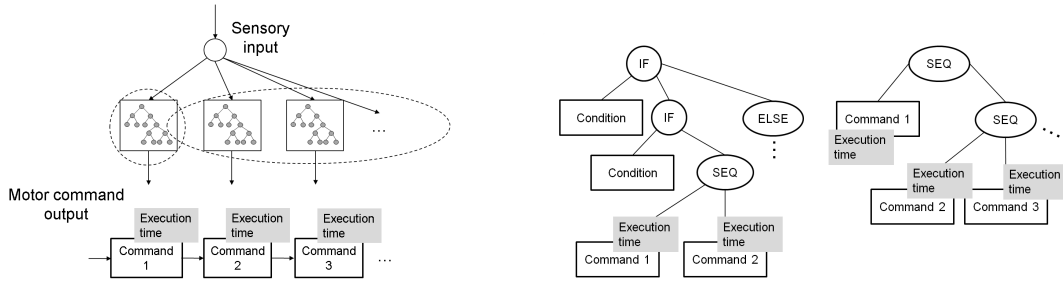 Sensory
input
...
Motor command
output
Execution
time
Command
1
Execution
time
Command
2
Execution
time
Command
3
...
IF
Condition
IF
ELSE
Condition
SEQ
Execution
time
Command 1
Execution
time
Command 2
SEQ
Command 1
Execution
time
SEQ
Execution
time
Command 2
Execution
time
Command 3